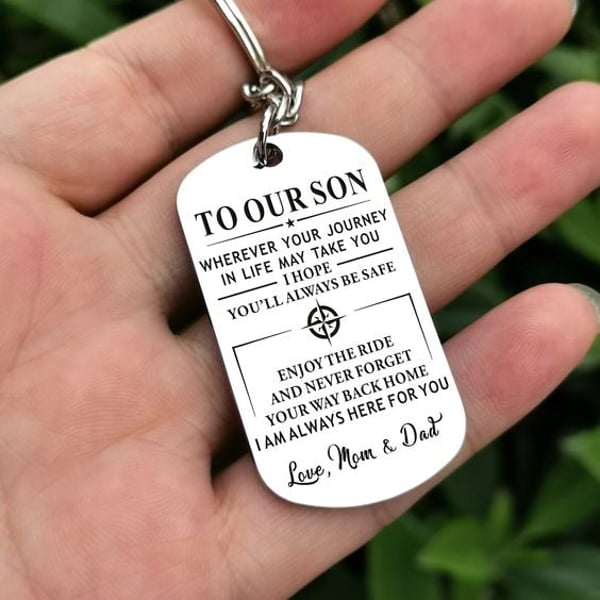 TO OUR SON
WHEREVER YOUR JOURNEY
IN LIFE MAY TAKE YOU
I HOPE
YOU'LL ALWAYS BE SAFE
ENJOY THE RIDE
AND NEVER FORGET
YOUR WAY BACK HOME
I AM ALWAYS HERE FOR YOU
Love, Mom & Dad